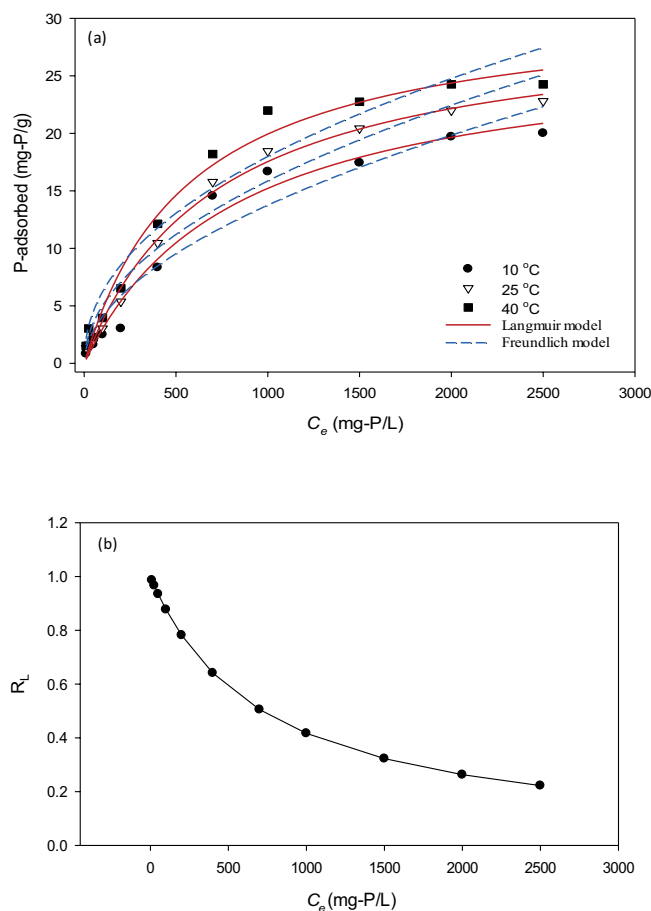 (a)
P-adsorbed (mg-P/g)
30
25
20
15
10
5
0
10 °C
25 °C
40 °C
Langmuir model
Freundlich model
0 500 1000 1500 2000 2500 3000
Ce (mg-P/L)
(b)
RL
1.2
1.0
0.8
0.6
0.4
0.2
0.0
0 500 1000 1500 2000 2500 3000
Ce (mg-P/L)